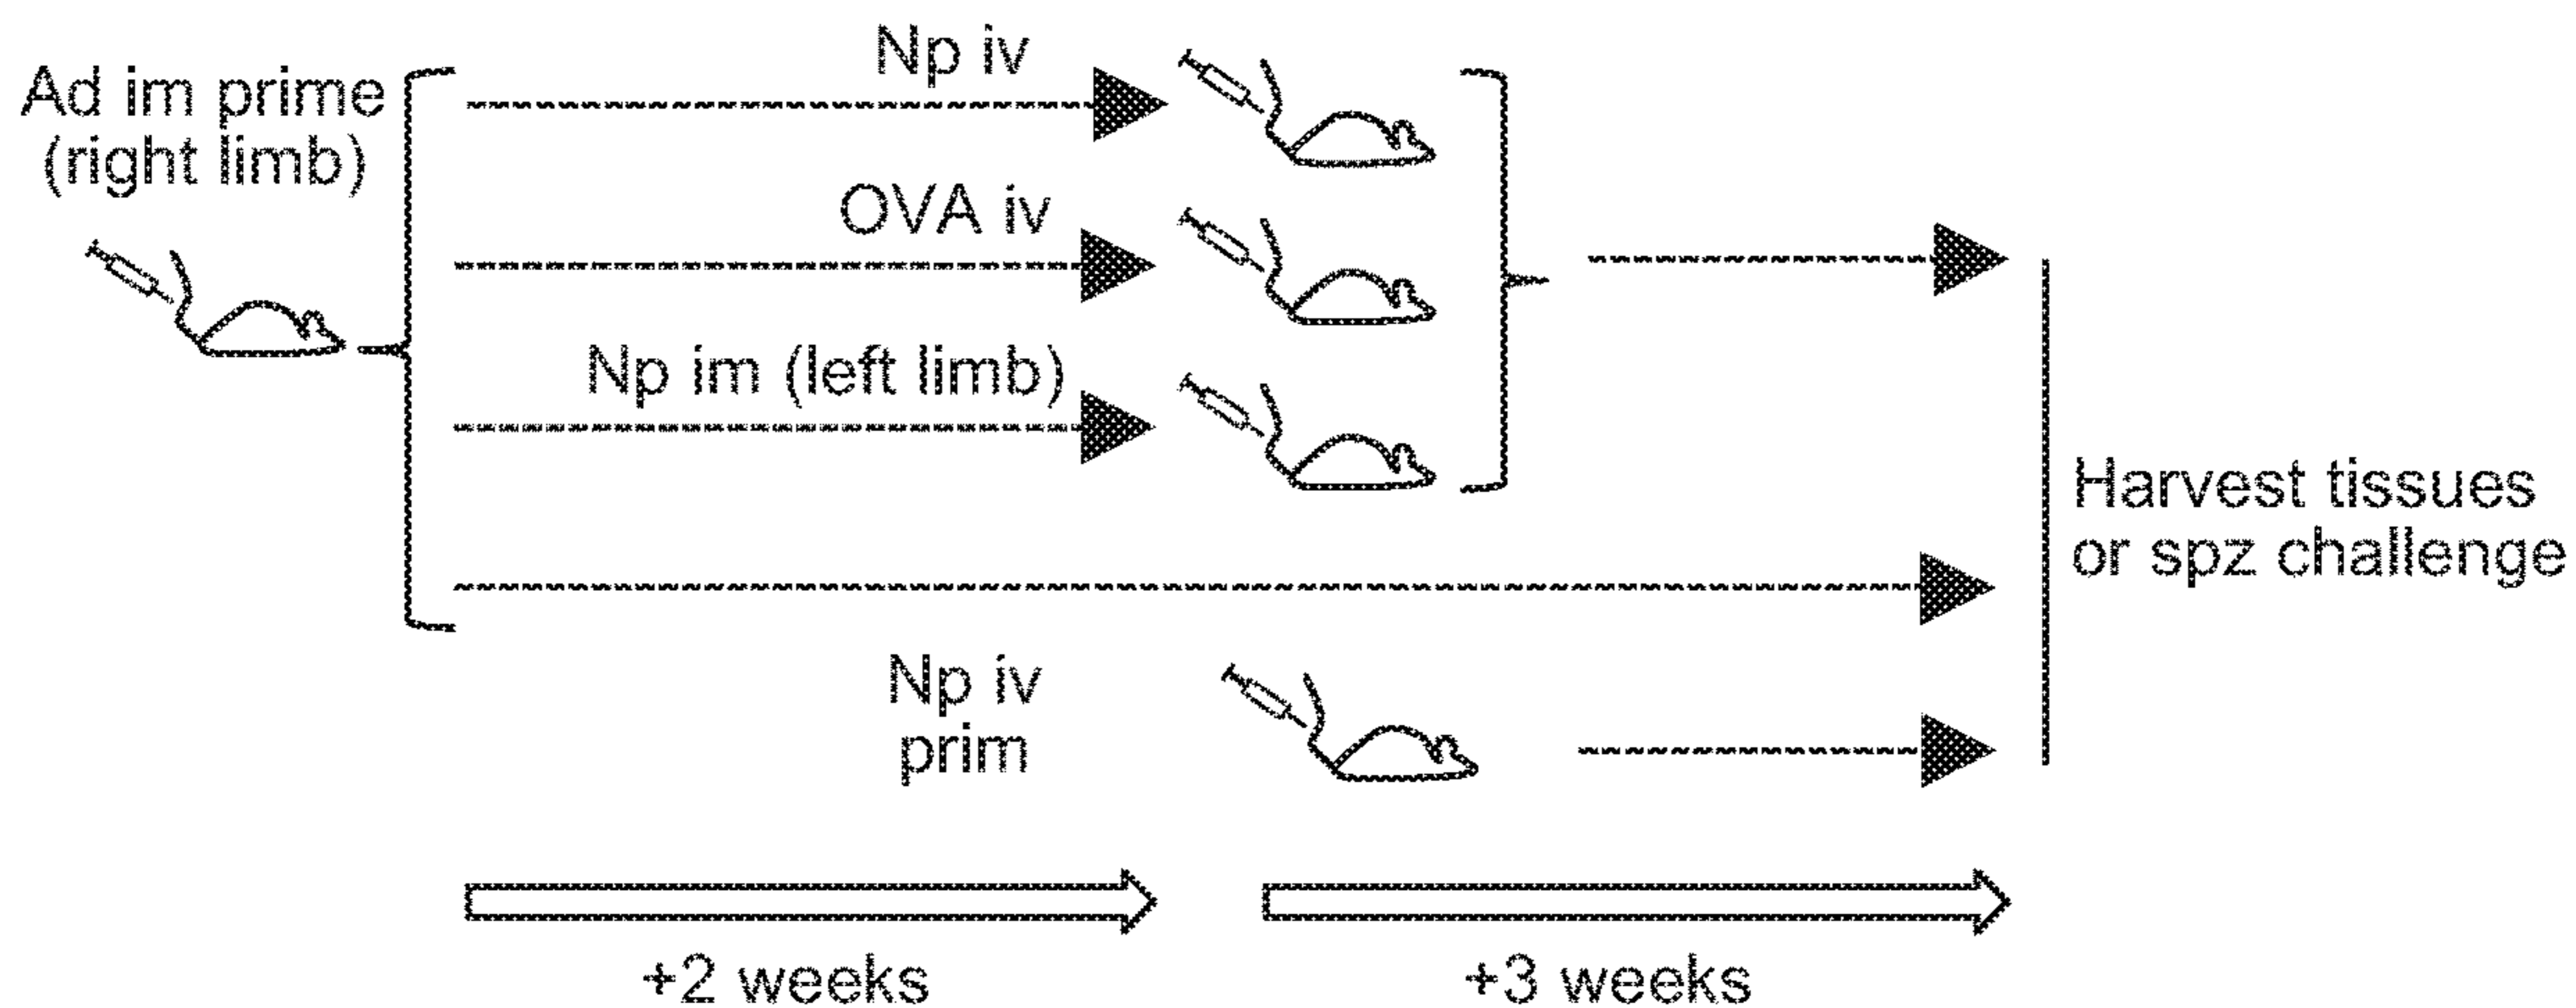 Ad im prime
(right limb)
Np iv
OVA iv
Np im (left limb)
Np iv
prim
Harvest tissues
or spz challenge
+2 weeks
+3 weeks